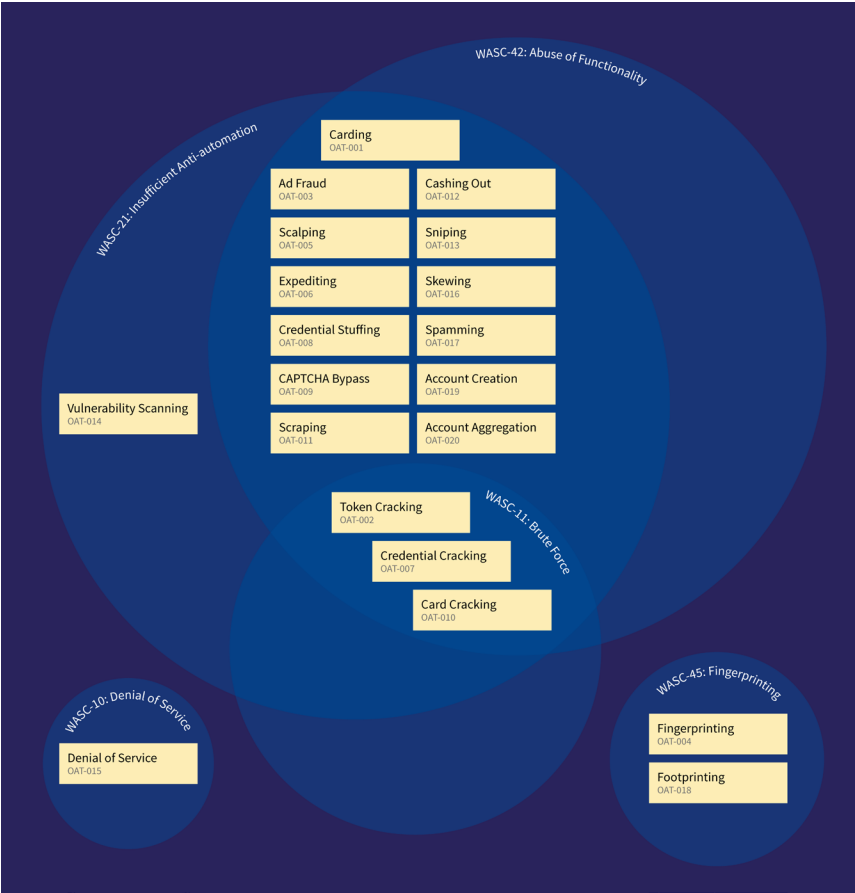 WASC-42: Abuse of Functionality
WASC-21: Insufficient Anti-automation
Carding
OAT-001
Ad Fraud
OAT-003
Cashing Out
OAT-012
Scalping
OAT-005
Sniping
OAT-013
Expediting
OAT-006
Skewing
OAT-016
Credential Stuffing
OAT-008
Spamming
OAT-017
CAPTCHA Bypass
OAT-009
Account Creation
OAT-019
Vulnerability Scanning
OAT-014
Scraping
OAT-011
Account Aggregation
OAT-020
WASC-11: Brute Force
Token Cracking
OAT-002
Credential Cracking
OAT-007
Card Cracking
OAT-010
WASC-10: Denial of Service
Denial of Service
OAT-015
WASC-45: Fingerprinting
Fingerprinting
OAT-004
Footprinting
OAT-018